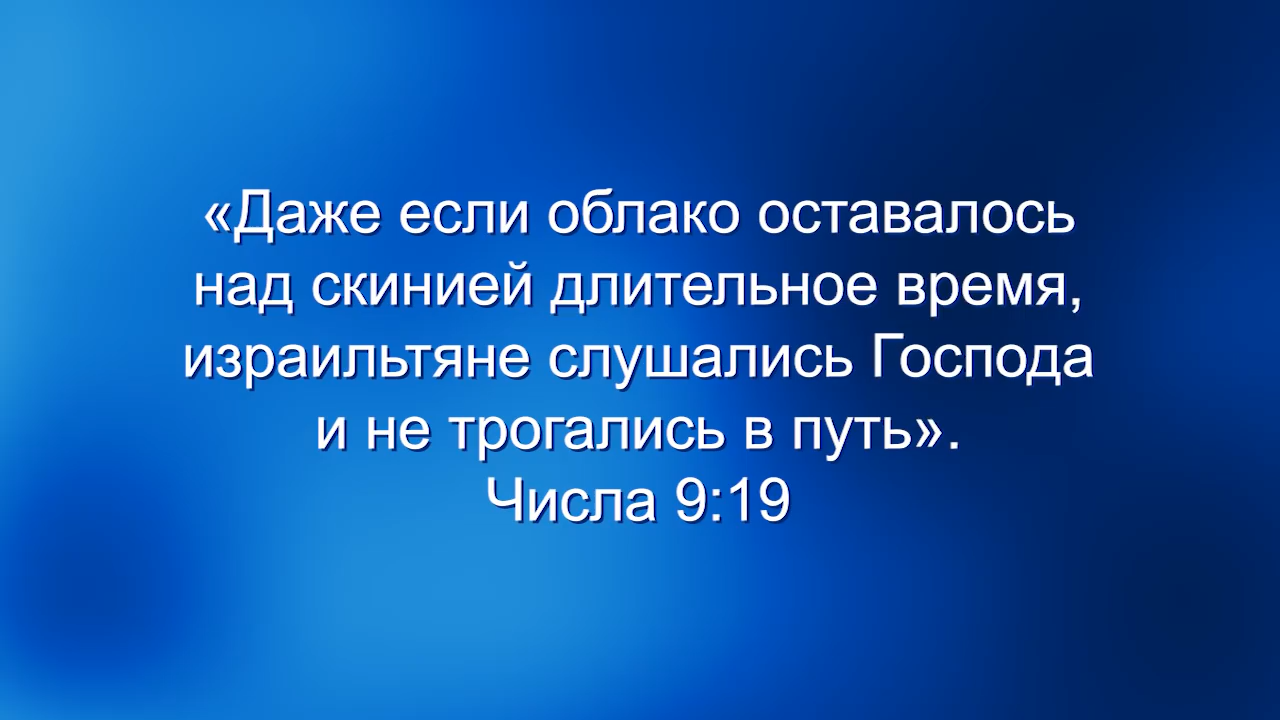 «Даже если облако оставалось
над скинией длительное время,
израильтяне слушались Господа
и не трогались в путь».
Числа 9:19